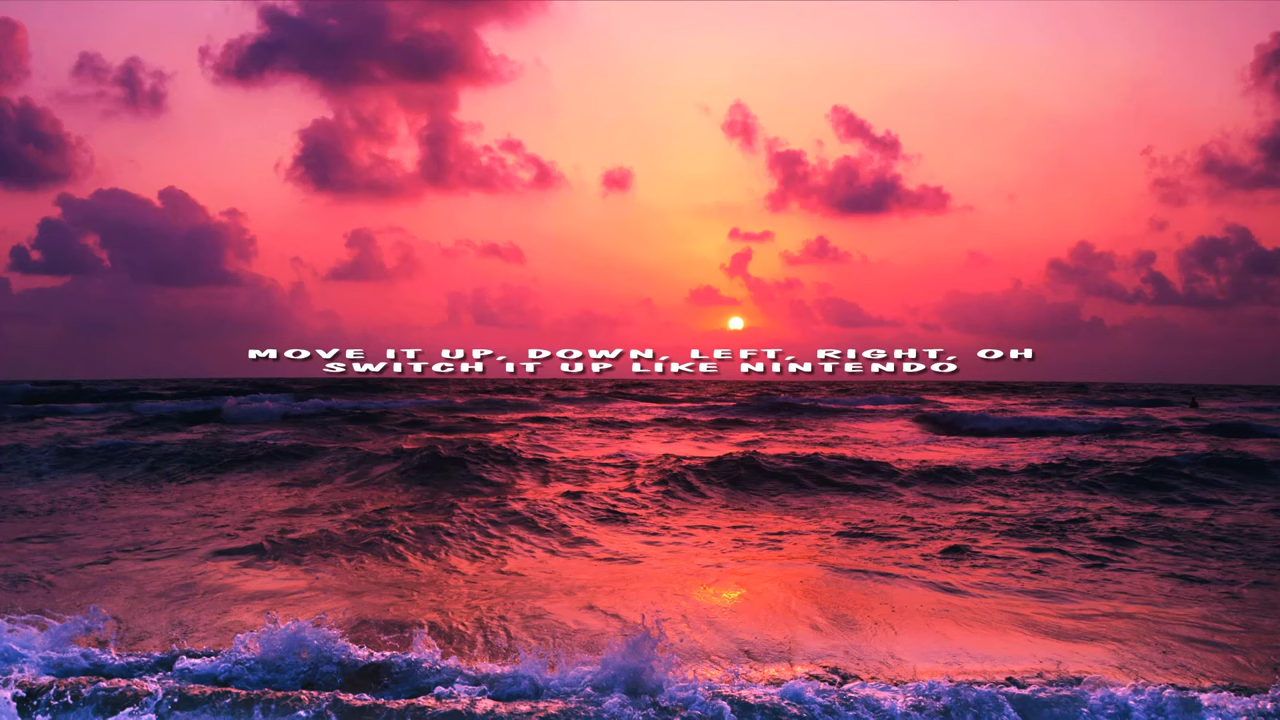 MOVE IT UP, DOWN, LEFT, RIGHT, OH
SWITCH IT UP LIKE NINTENDO